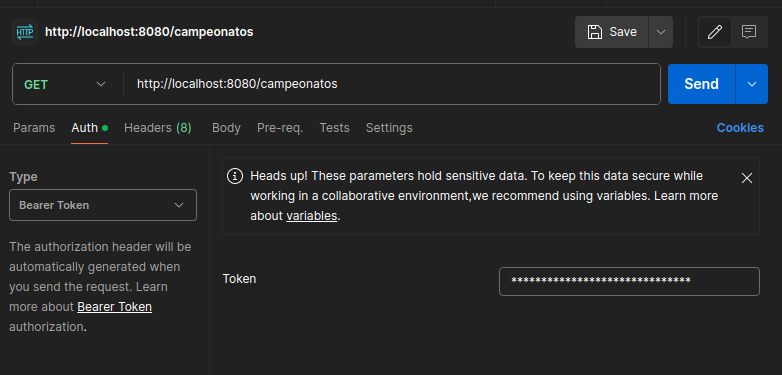 HTTP http://localhost:8080/campeonatos Save
GET http://localhost:8080/campeonatos Send
Params Auth Headers (8) Body Pre-req. Tests Settings Cookies
Type
Bearer Token
The authorization header will be
automatically generated when
you send the request. Learn
more about Bearer Token
authorization.
Heads up! These parameters hold sensitive data. To keep this data secure while
working in a collaborative environment,we recommend using variables. Learn more
about variables.
Token ******************************